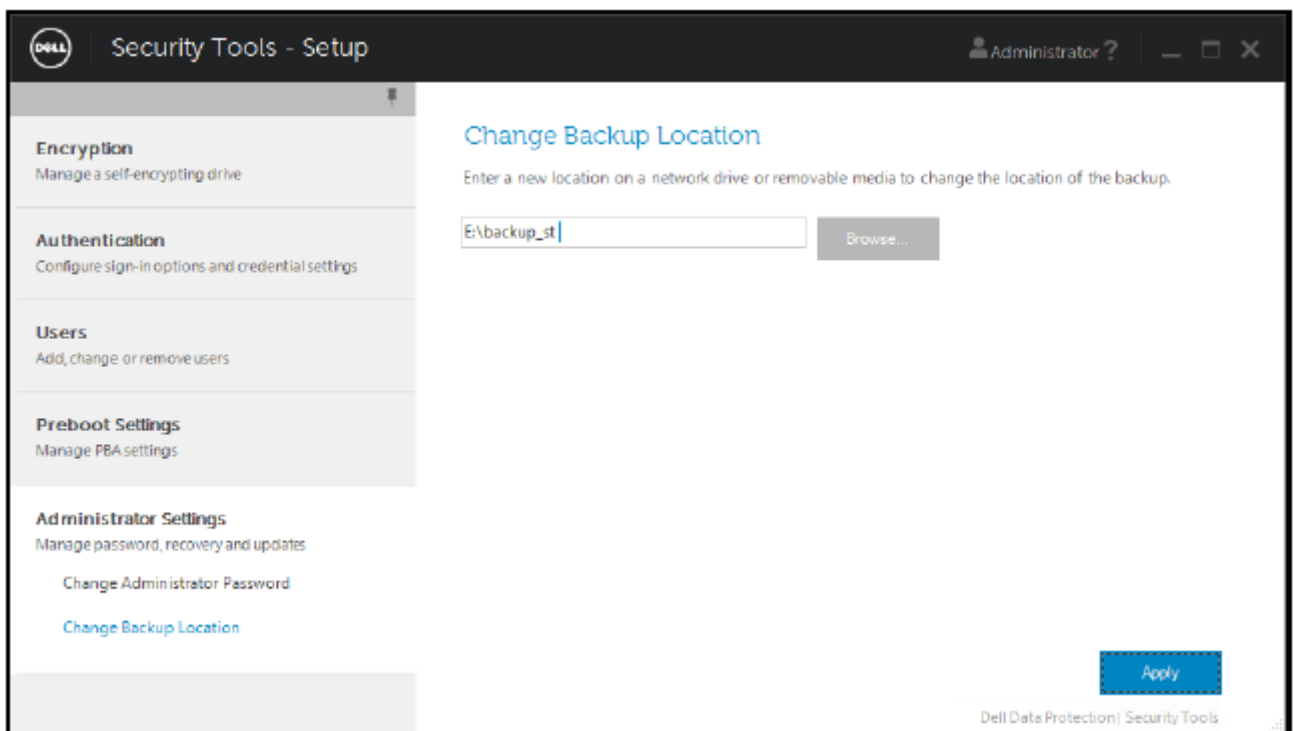 DELL
Security Tools - Setup
Administrator ?
Encryption
Manage a self-encrypting drive
Authentication
Configure sign-in options and credential settings
Users
Add, change or remove users
Preboot Settings
Manage PBA settings
Administrator Settings
Manage password, recovery and updates
Change Administrator Password
Change Backup Location
Change Backup Location
Enter a new location on a network drive or removable media to change the location of the backup.
E:\backup_st
Browse...
Apply
Dell Data Protection | Security Tools